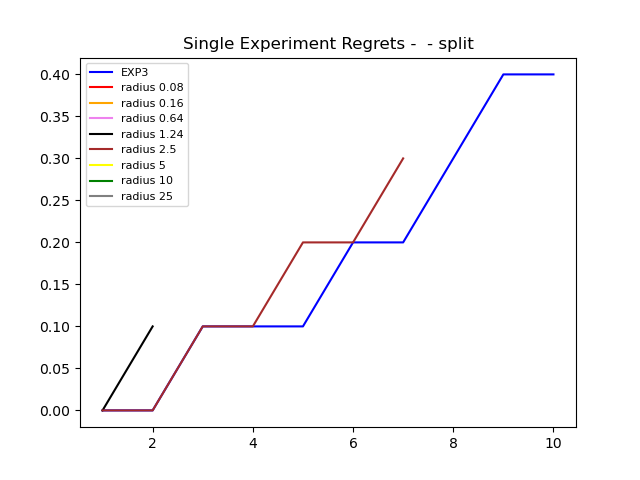 Single Experiment Regrets -  - split
EXP3
radius 0.08
radius 0.16
radius 0.64
radius 1.24
radius 2.5
radius 5
radius 10
radius 25
0.40
0.35
0.30
0.25
0.20
0.15
0.10
0.05
0.00
2 4 6 8 10